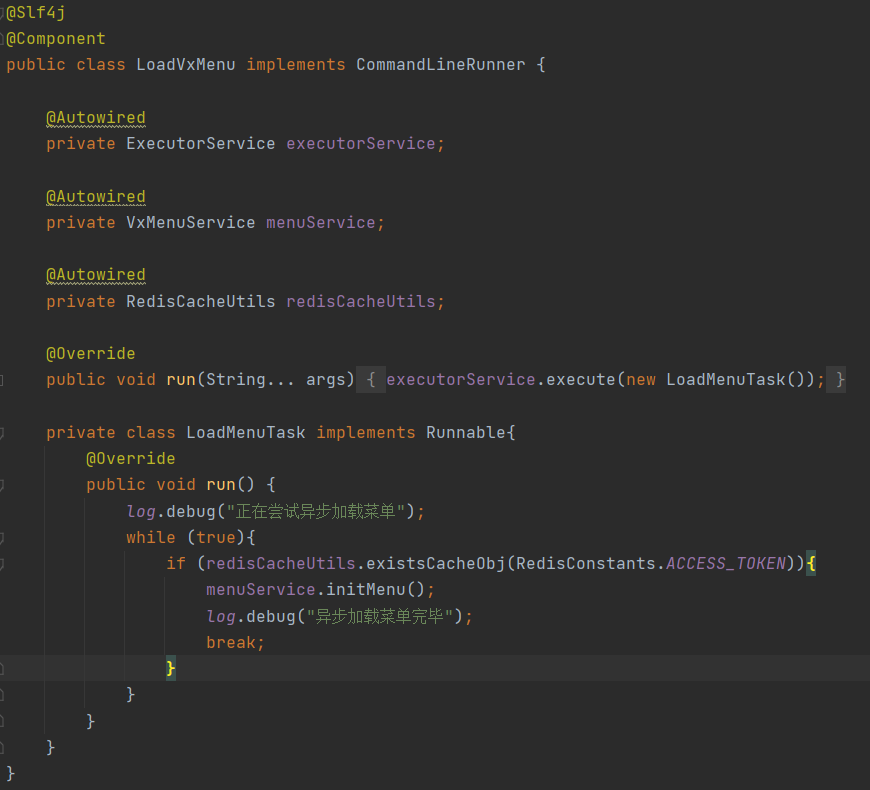 @Slf4j
@Component
public class LoadVxMenu implements CommandLineRunner {
@Autowired
private ExecutorService executorService;
@Autowired
private VxMenuService menuService;
@Autowired
private RedisCacheUtils redisCacheUtils;
@Override
public void run(String... args) { executorService.execute(new LoadMenuTask()); }
private class LoadMenuTask implements Runnable{
@Override
public void run() {
log.debug("正在尝试异步加载菜单");
while (true){
if (redisCacheUtils.existsCacheObj(RedisConstants.ACCESS_TOKEN)){
menuService.initMenu();
log.debug("异步加载菜单完毕");
break;
}
}
}
}
}